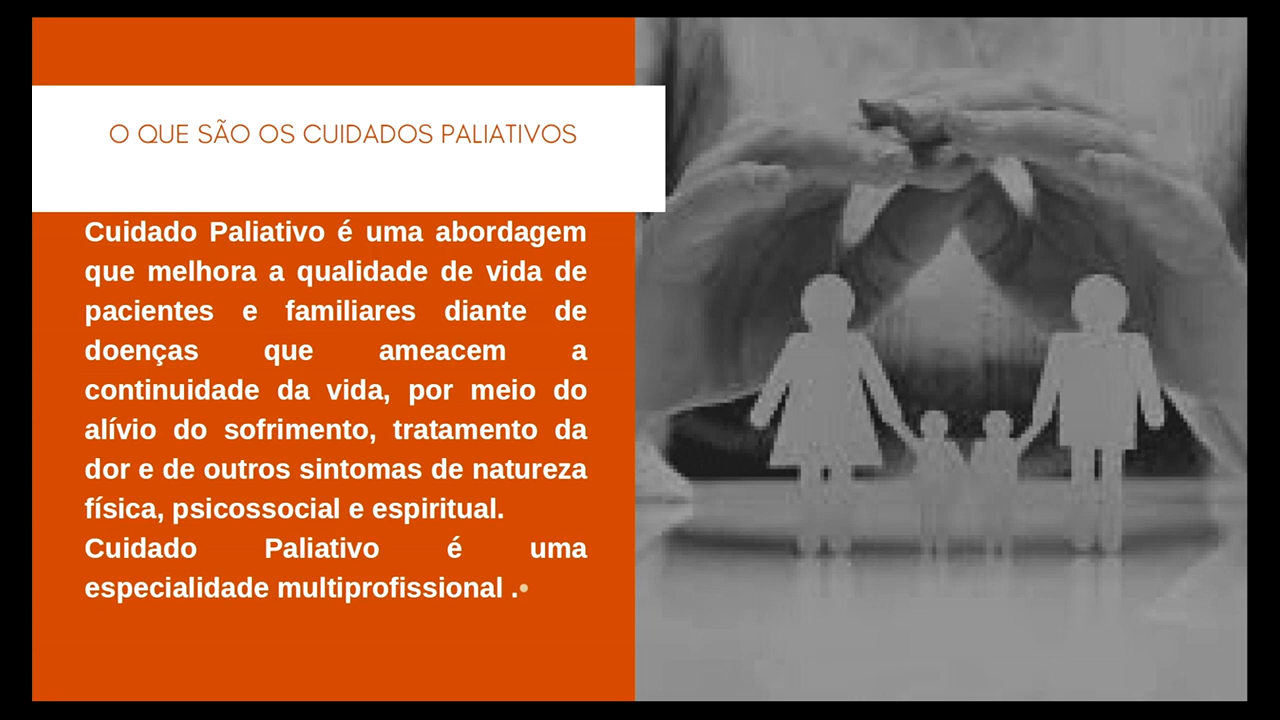 O QUE SÃO OS CUIDADOS PALIATIVOS
Cuidado Paliativo é uma abordagem
que melhora a qualidade de vida de
pacientes e familiares diante de
doenças que ameacem a
continuidade da vida, por meio do
alívio do sofrimento, tratamento da
dor e de outros sintomas de natureza
física, psicossocial e espiritual.
Cuidado Paliativo é uma
especialidade multiprofissional .•